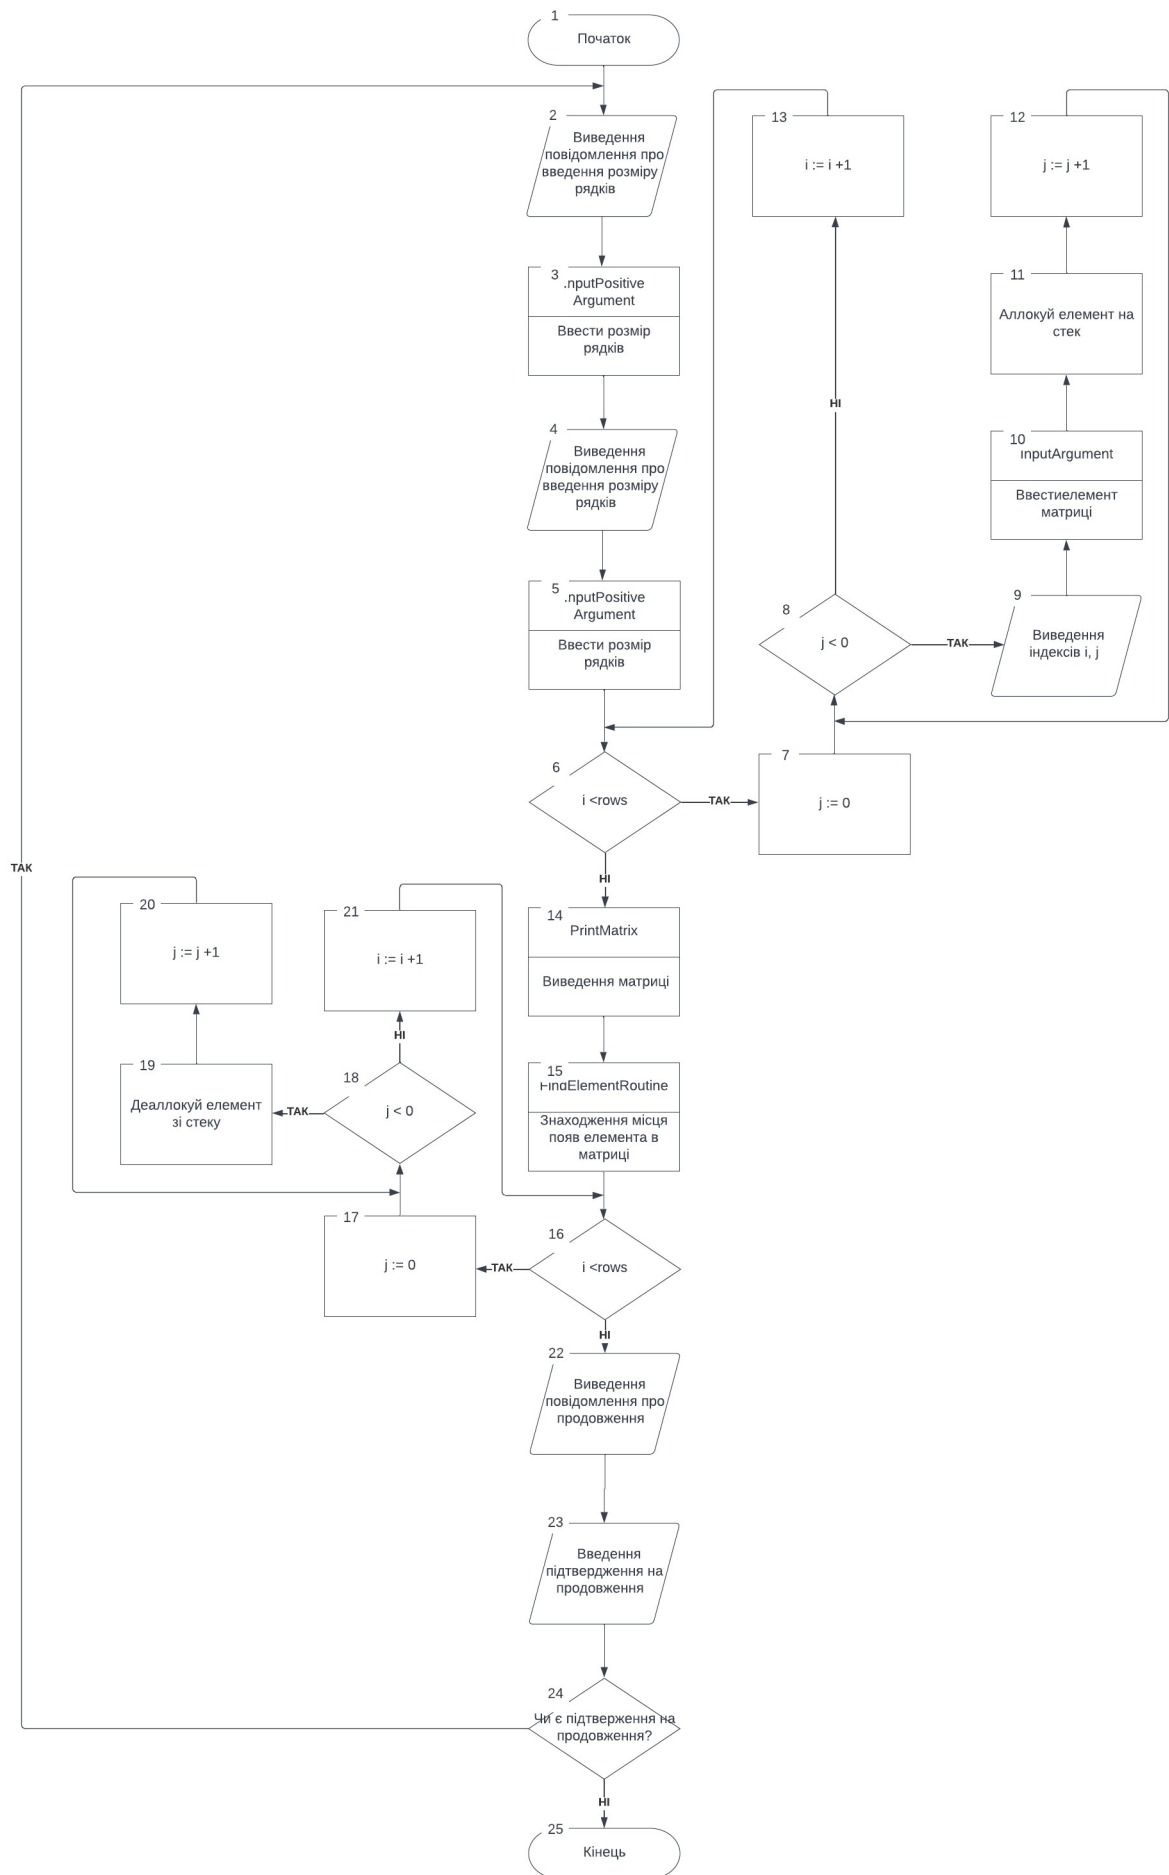 1
Початок
2
Виведення
повідомлення про
введення розміру
рядків
3
.nputPositive
Argument
Ввести розмір
рядків
4
Виведення
повідомлення про
введення розміру
рядків
5
.nputPositive
Argument
Ввести розмір
рядків
6
i <rows
ТАК
НІ
7
j := 0
8
j < 0
ТАК
НІ
9
Виведення
індексів i, j
10
InputArgument
Ввестиелемент
матриці
11
Аллокуй елемент на
стек
12
j := j +1
13
i := i +1
14
PrintMatrix
Виведення матриці
15
FindElementRoutine
Знаходження місця
появ елемента в
матриці
16
i <rows
ТАК
НІ
17
j := 0
18
j < 0
ТАК
НІ
19
Деаллокуй елемент
зі стеку
20
j := j +1
21
i := i +1
22
Виведення
повідомлення про
продовження
23
Введення
підтвердження на
продовження
24
Чи є підтверження на
продовження?
ТАК
НІ
25
Кінець